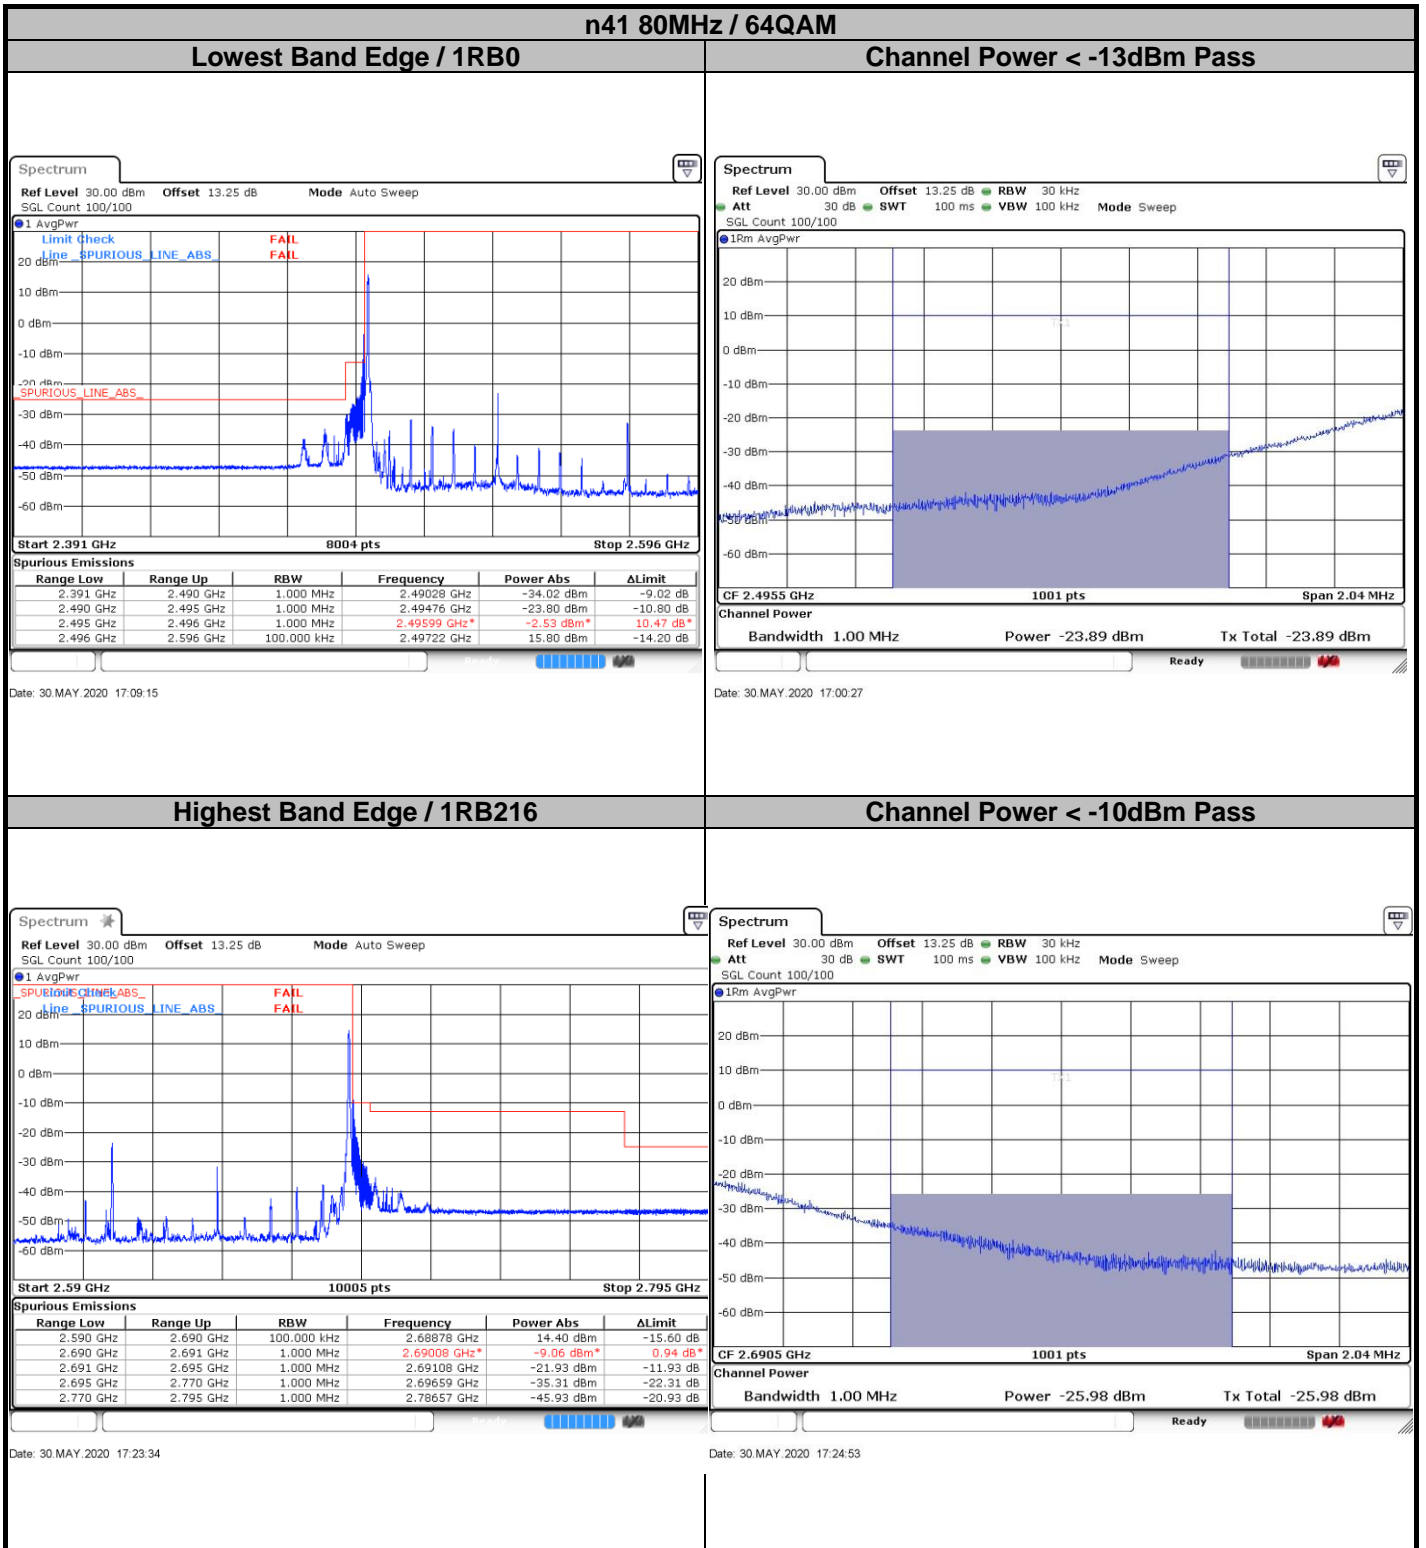 n41 80MHz / 64QAM
Lowest Band Edge / 1RB0
Channel Power < -13dBm Pass
Spectrum
Ref Level 30.00 dBm Offset 13.25 dB Mode Auto Sweep
SGL Count 100/100
1 AvgPwr
Limit Check FAIL
Line _SPURIOUS_LINE_ABS_ FAIL
20 dBm
10 dBm
0 dBm
-10 dBm
-20 dBm
_SPURIOUS_LINE_ABS_
-30 dBm
-40 dBm
-50 dBm
-60 dBm
Start 2.391 GHz 8004 pts Stop 2.596 GHz
Spurious Emissions
Range Low Range Up RBW Frequency Power Abs ΔLimit
2.391 GHz 2.490 GHz 1.000 MHz 2.49028 GHz -34.02 dBm -9.02 dB
2.490 GHz 2.495 GHz 1.000 MHz 2.49476 GHz -23.80 dBm -10.80 dB
2.495 GHz 2.496 GHz 1.000 MHz 2.49599 GHz* -2.53 dBm* 10.47 dB*
2.496 GHz 2.596 GHz 100.000 kHz 2.49722 GHz 15.80 dBm -14.20 dB
Ready
Date: 30.MAY.2020 17:09:15
Spectrum
Ref Level 30.00 dBm Offset 13.25 dB RBW 30 kHz
Att 30 dB SWT 100 ms VBW 100 kHz Mode Sweep
SGL Count 100/100
1Rm AvgPwr
20 dBm
10 dBm
Tx1
0 dBm
-10 dBm
-20 dBm
-30 dBm
-40 dBm
-50 dBm
-60 dBm
CF 2.4955 GHz 1001 pts Span 2.04 MHz
Channel Power
Bandwidth 1.00 MHz Power -23.89 dBm Tx Total -23.89 dBm
Ready
Date: 30.MAY.2020 17:00:27
Highest Band Edge / 1RB216
Channel Power < -10dBm Pass
Spectrum
Ref Level 30.00 dBm Offset 13.25 dB Mode Auto Sweep
SGL Count 100/100
1 AvgPwr
_SPURIOUS_LINE_ABS_
Limit Check FAIL
Line _SPURIOUS_LINE_ABS_ FAIL
20 dBm
10 dBm
0 dBm
-10 dBm
-20 dBm
-30 dBm
-40 dBm
-50 dBm
-60 dBm
Start 2.59 GHz 10005 pts Stop 2.795 GHz
Spurious Emissions
Range Low Range Up RBW Frequency Power Abs ΔLimit
2.590 GHz 2.690 GHz 100.000 kHz 2.68878 GHz 14.40 dBm -15.60 dB
2.690 GHz 2.691 GHz 1.000 MHz 2.69008 GHz* -9.06 dBm* 0.94 dB*
2.691 GHz 2.695 GHz 1.000 MHz 2.69108 GHz -21.93 dBm -11.93 dB
2.695 GHz 2.770 GHz 1.000 MHz 2.69659 GHz -35.31 dBm -22.31 dB
2.770 GHz 2.795 GHz 1.000 MHz 2.78657 GHz -45.93 dBm -20.93 dB
Ready
Date: 30.MAY.2020 17:23:34
Spectrum
Ref Level 30.00 dBm Offset 13.25 dB RBW 30 kHz
Att 30 dB SWT 100 ms VBW 100 kHz Mode Sweep
SGL Count 100/100
1Rm AvgPwr
20 dBm
10 dBm
Tx1
0 dBm
-10 dBm
-20 dBm
-30 dBm
-40 dBm
-50 dBm
-60 dBm
CF 2.6905 GHz 1001 pts Span 2.04 MHz
Channel Power
Bandwidth 1.00 MHz Power -25.98 dBm Tx Total -25.98 dBm
Ready
Date: 30.MAY.2020 17:24:53